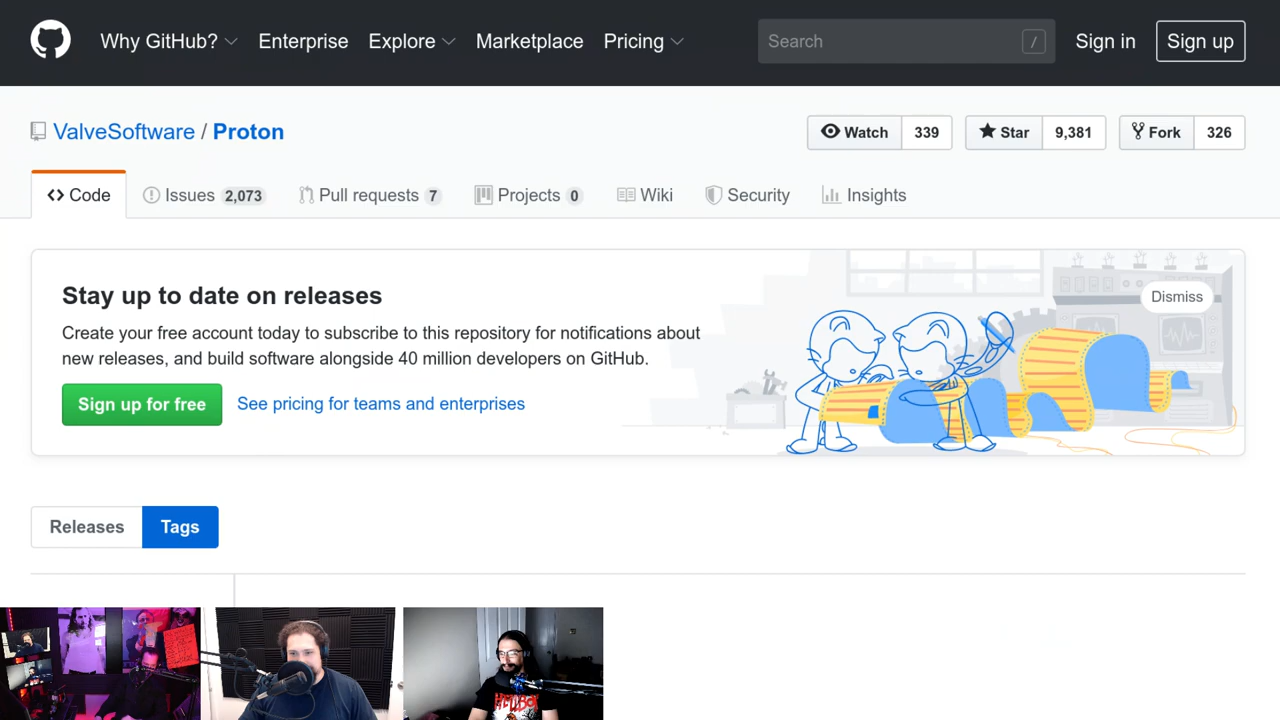 Why GitHub? Enterprise Explore Marketplace Pricing Search / Sign in Sign up
ValveSoftware / Proton Watch 339 Star 9,381 Fork 326
Code Issues 2,073 Pull requests 7 Projects 0 Wiki Security Insights
Stay up to date on releases
Dismiss
Create your free account today to subscribe to this repository for notifications about
new releases, and build software alongside 40 million developers on GitHub.
Sign up for free See pricing for teams and enterprises
Releases Tags
HELLBOY